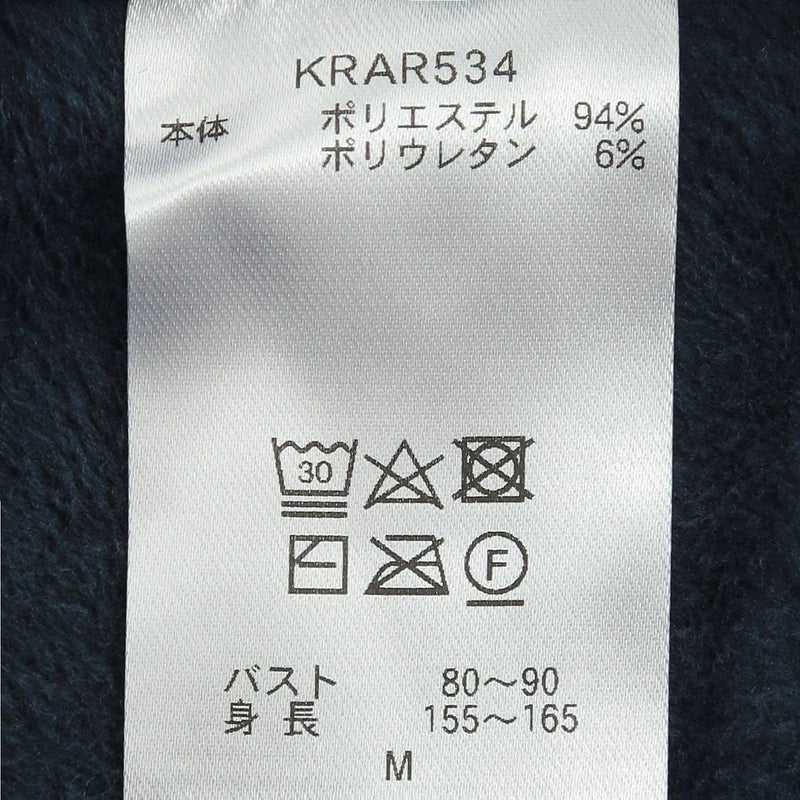 KRAR534
本体 ポリエステル 94%
ポリウレタン 6%
30
F
バスト 80～90
身長 155～165
M